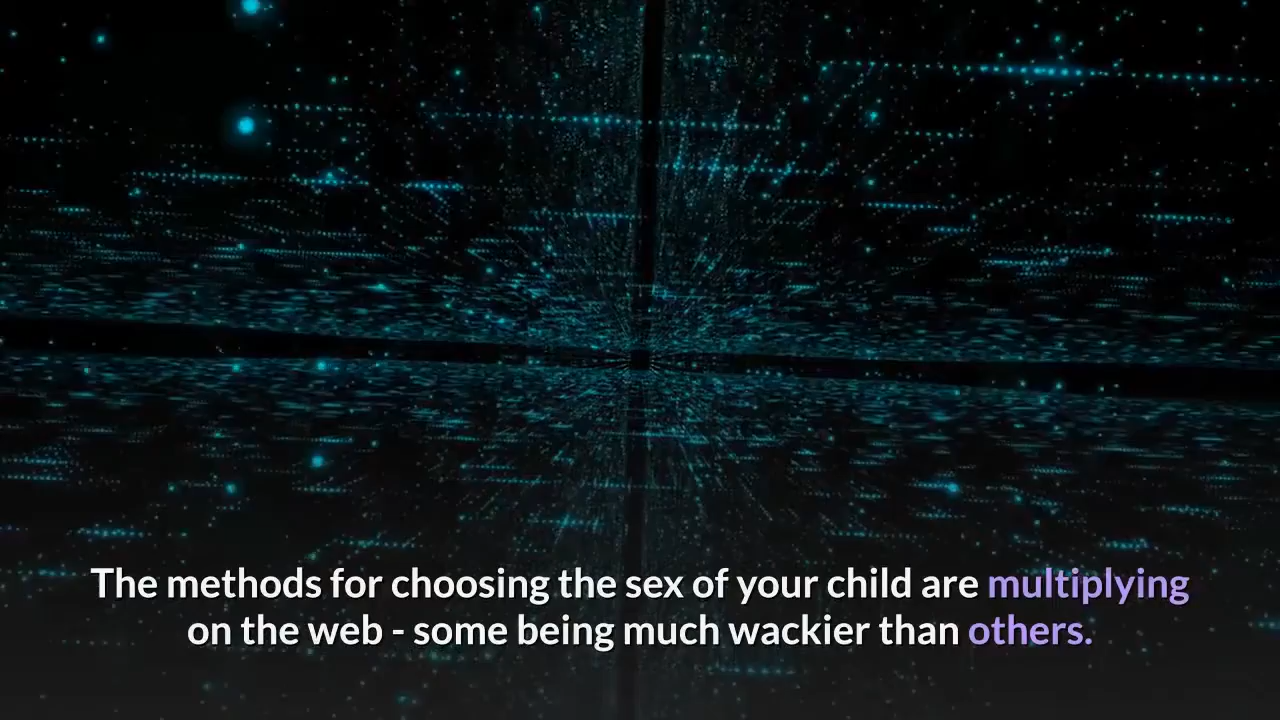 The methods for choosing the sex of your child are multiplying
on the web - some being much wackier than others.